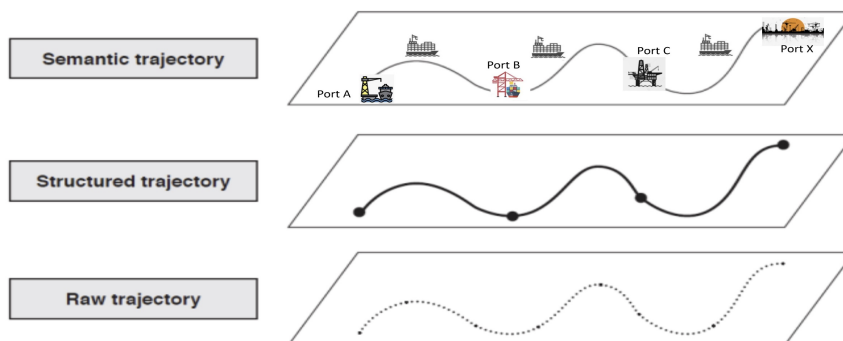 Semantic trajectory
Port A
Port B
Port C
Port X
Structured trajectory
Raw trajectory